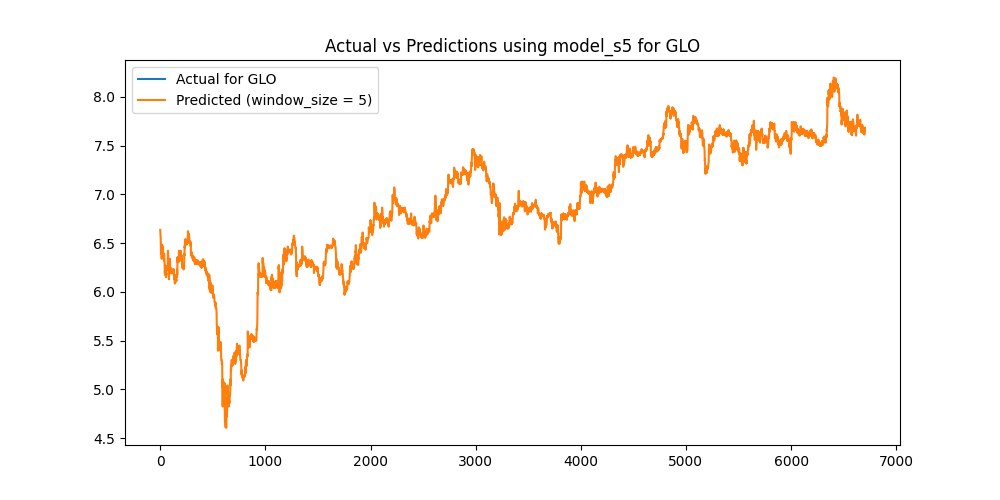 Actual vs Predictions using model_s5 for GLO
Actual for GLO
Predicted (window_size = 5)
8.0
7.5
7.0
6.5
6.0
5.5
5.0
4.5
0 1000 2000 3000 4000 5000 6000 7000